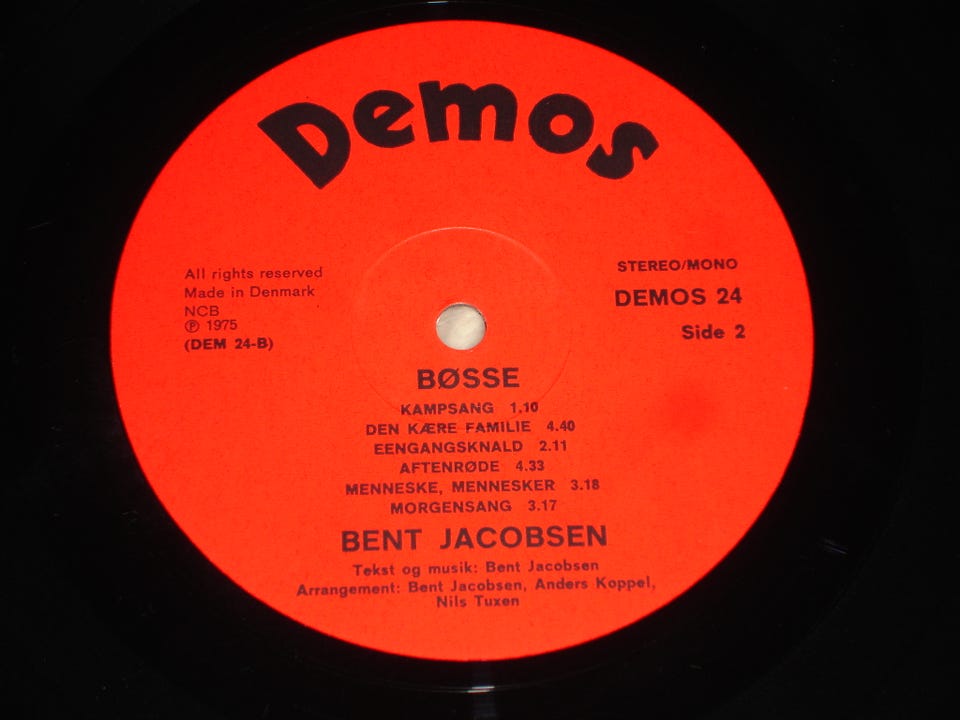 Demos
All rights reserved
Made in Denmark
NCB
℗ 1975
(DEM 24-B)
STEREO/MONO
DEMOS 24
Side 2
BØSSE
KAMPSANG 1.10
DEN KÆRE FAMILIE 4.40
EENGANGSKNALD 2.11
AFTENRØDE 4.33
MENNESKE, MENNESKER 3.18
MORGENSANG 3.17
BENT JACOBSEN
Tekst og musik: Bent Jacobsen
Arrangement: Bent Jacobsen, Anders Koppel,
Nils Tuxen